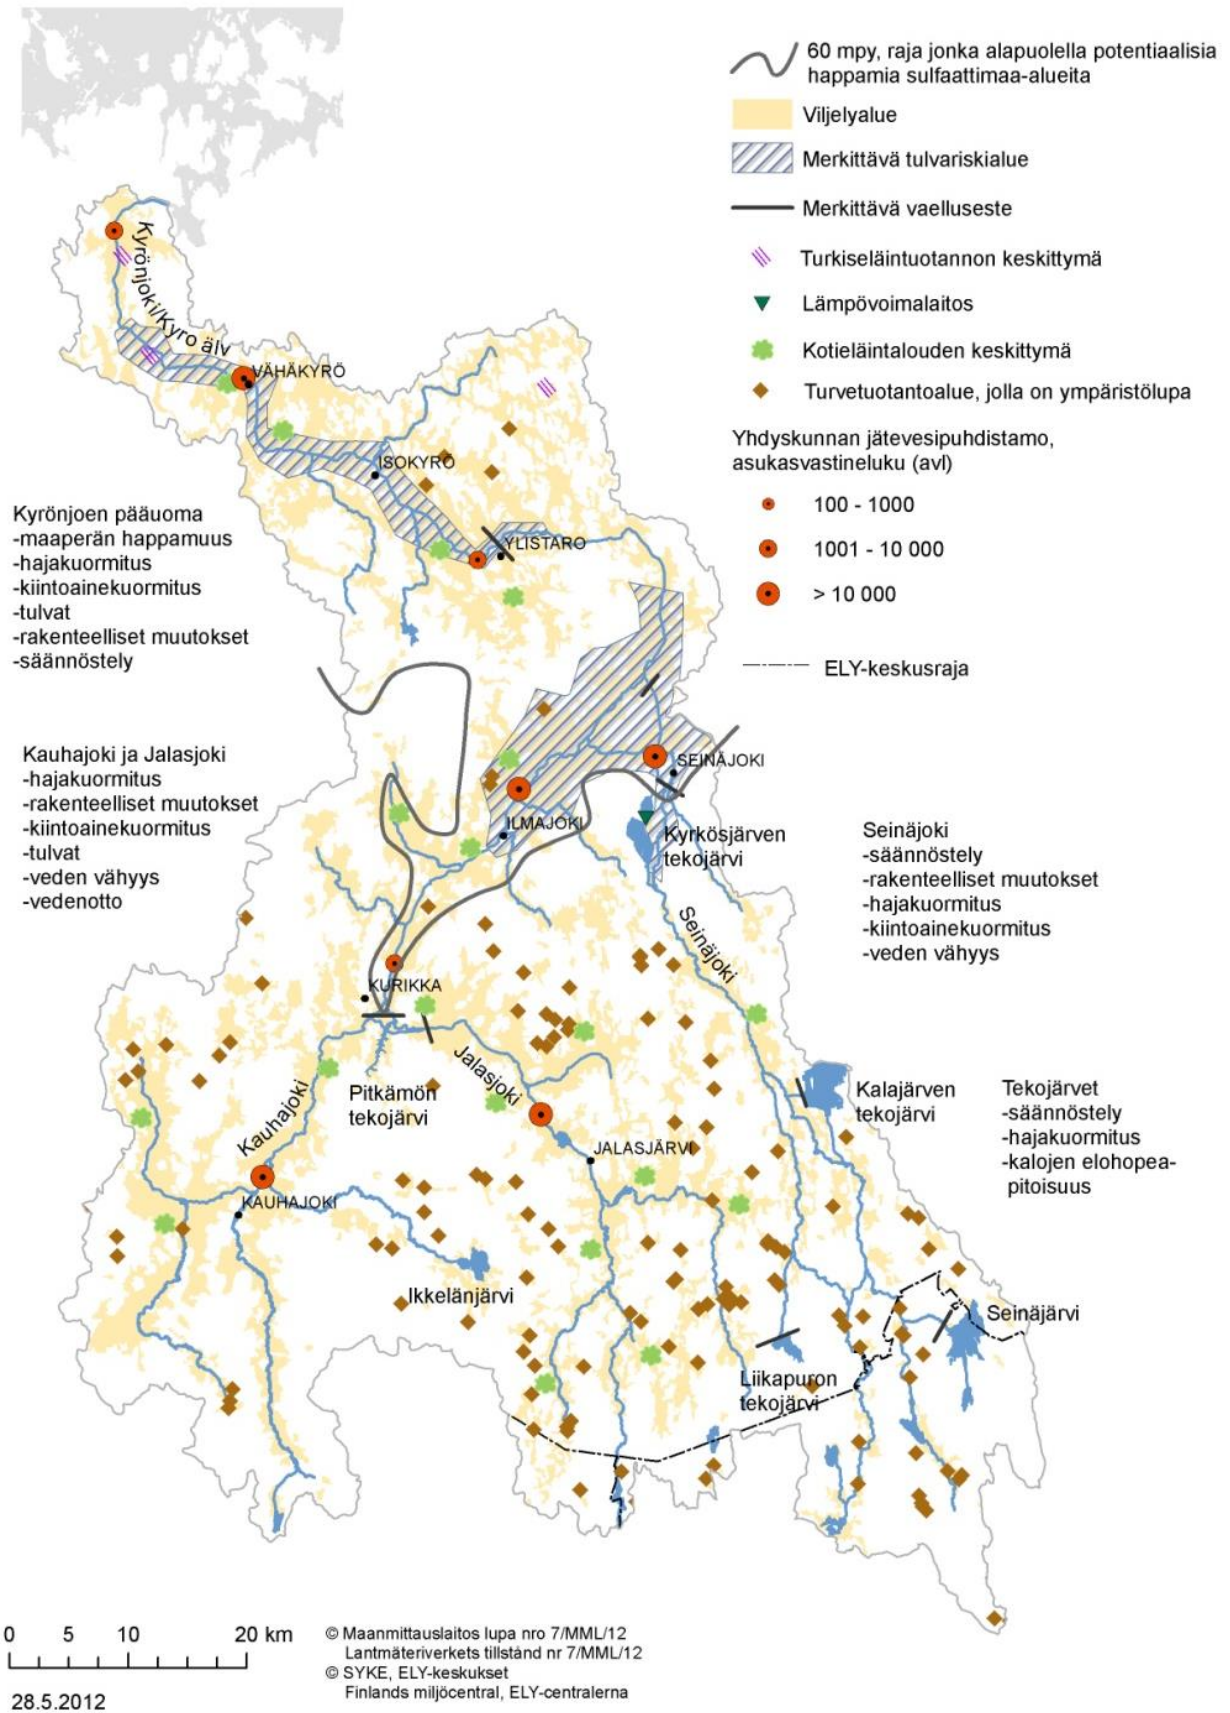 60 mpy, raja jonka alapuolella potentiaalisia
happamia sulfaattimaa-alueita
Viljelyalue
Merkittävä tulvariskialue
Merkittävä vaelluseste
Turkiseläintuotannon keskittymä
Lämpövoimalaitos
Kotieläintalouden keskittymä
Turvetuotantoalue, jolla on ympäristölupa
Yhdyskunnan jätevesipuhdistamo,
asukasvastineluku (avl)
100 - 1000
1001 - 10 000
> 10 000
ELY-keskusraja
Kyrönjoki/Kyro älv
VÄHÄKYRÖ
ISOKYRÖ
YLISTARO
Kyrönjoen pääuoma
-maaperän happamuus
-hajakuormitus
-kiintoainekuormitus
-tulvat
-rakenteelliset muutokset
-säännöstely
Kauhajoki ja Jalasjoki
-hajakuormitus
-rakenteelliset muutokset
-kiintoainekuormitus
-tulvat
-veden vähyys
-vedenotto
SEINÄJOKI
ILMAJOKI
Kyrkösjärven
tekojärvi
Seinäjoki
-säännöstely
-rakenteelliset muutokset
-hajakuormitus
-kiintoainekuormitus
-veden vähyys
Seinäjoki
KURIKKA
Jalasjoki
Pitkämön
tekojärvi
Kauhajoki
Kalajärven
tekojärvi
Tekojärvet
-säännöstely
-hajakuormitus
-kalojen elohopea-
pitoisuus
JALASJÄRVI
KAUHAJOKI
Ikkelänjärvi
Seinäjärvi
Liikapuron
tekojärvi
0 5 10 20 km
28.5.2012
© Maanmittauslaitos lupa nro 7/MML/12
Lantmäteriverkets tillstånd nr 7/MML/12
© SYKE, ELY-keskukset
Finlands miljöcentral, ELY-centralerna